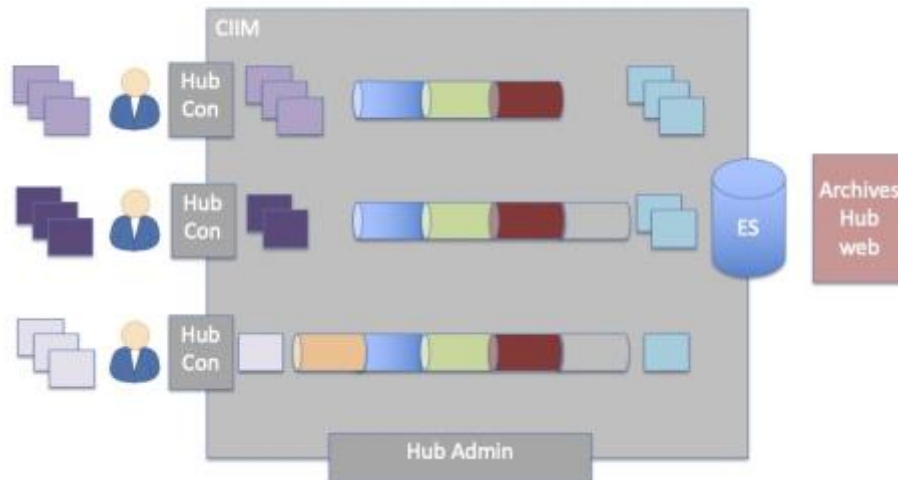 CIIM
Hub
Con
Hub
Con
Hub
Con
ES
Archives
Hub
web
Hub Admin